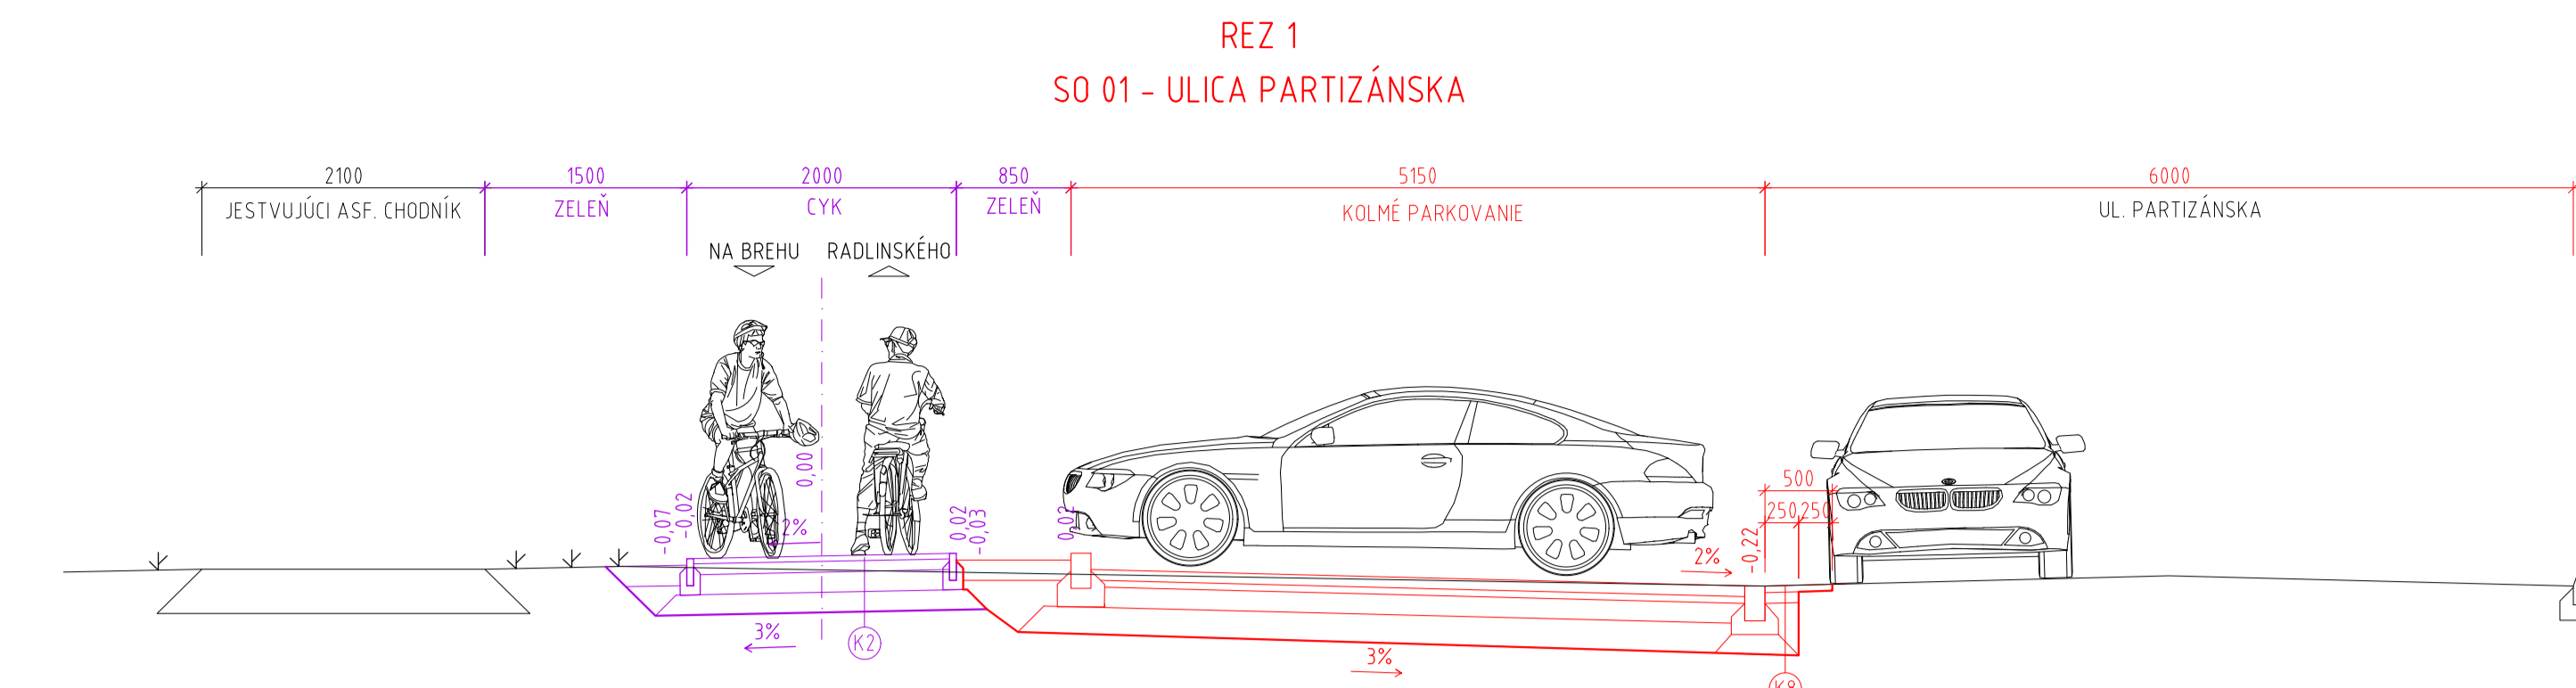 REZ 1
SO 01 - ULICA PARTIZÁNSKA
2100
1500
2000
850
5150
6000
JESTVUJÚCI ASF. CHODNÍK
ZELEŇ
CYK
ZELEŇ
KOLMÉ PARKOVANIE
UL. PARTIZÁNSKA
NA BREHU
RADLINSKÉHO
0,00
-0,07
-0,02
2%
0,02
-0,03
0,02
500
250
250
-0,22
2%
3%
K2
3%
K8